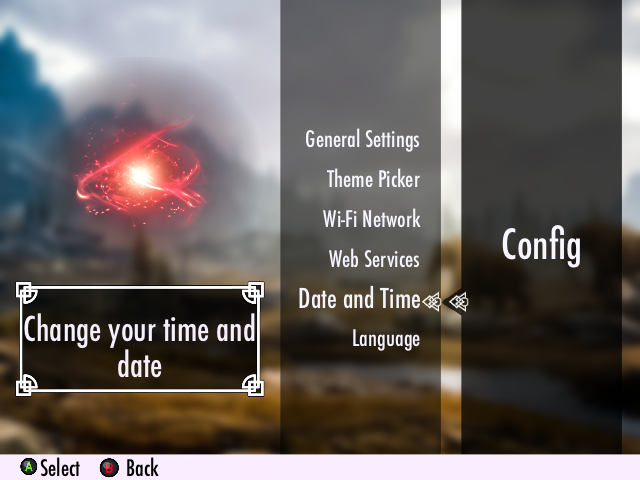 General Settings
Theme Picker
Wi-Fi Network
Web Services
Date and Time
Language
Config
Change your time and
date
A Select B Back